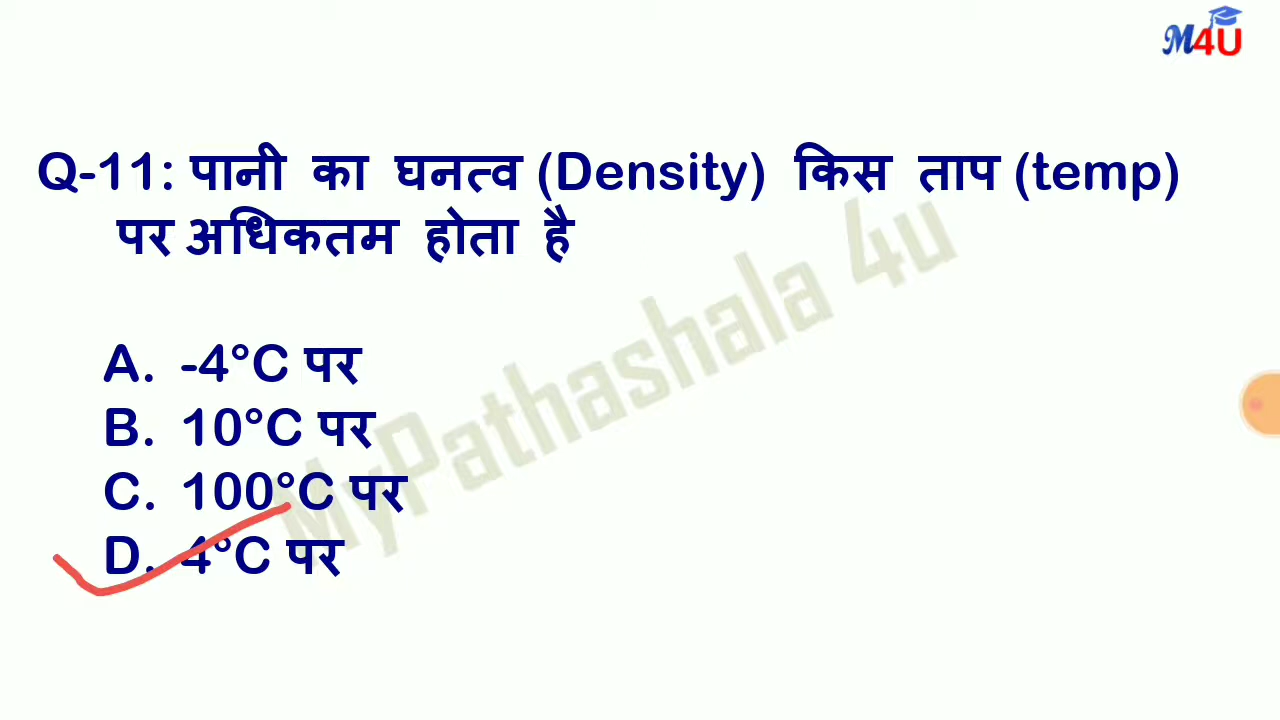 M4U
Q-11: पानी का घनत्व (Density) किस ताप (temp)
पर अधिकतम होता है
A. -4°C पर
B. 10°C पर
C. 100°C पर
D. 4°C पर
MyPathashala 4u